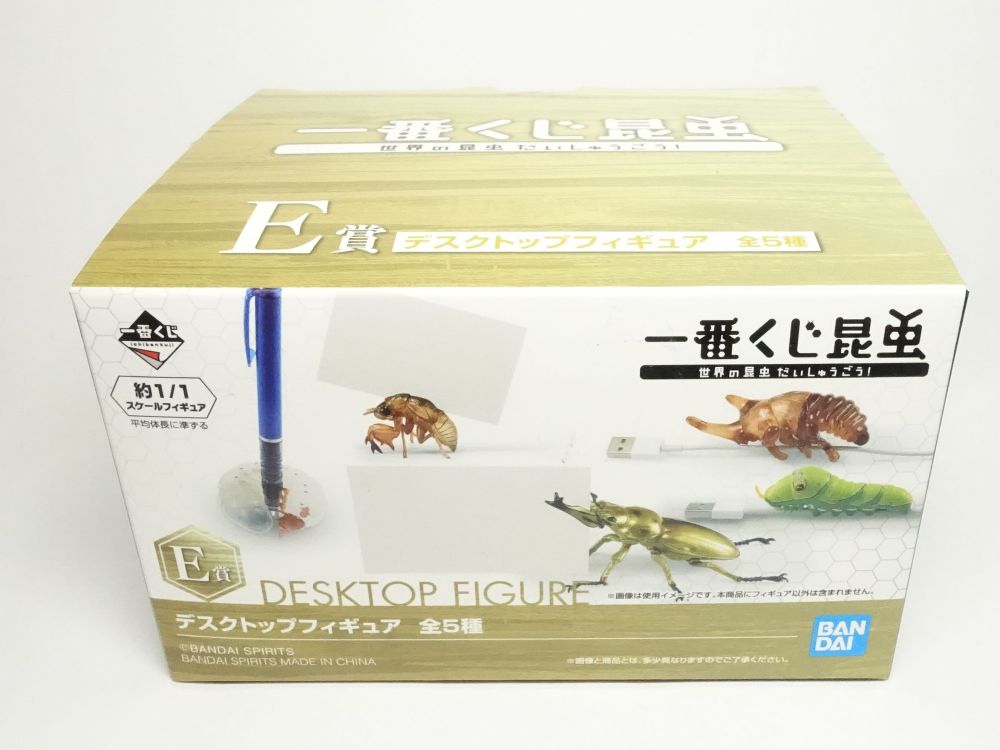 一番くじ昆虫
世界の昆虫 だいしゅうごう!
E賞 デスクトップフィギュア 全5種
一番くじ
ichibankuji
約1/1
スケールフィギュア
平均体長に準ずる
一番くじ昆虫
世界の昆虫 だいしゅうごう!
E賞
DESKTOP FIGURE
※画像は使用イメージです。本商品にフィギュア以外は含まれません。
デスクトップフィギュア 全5種
©BANDAI SPIRITS
BANDAI SPIRITS MADE IN CHINA
※画像と商品とは、多少異なりますのでご了承ください。
BAN
DAI